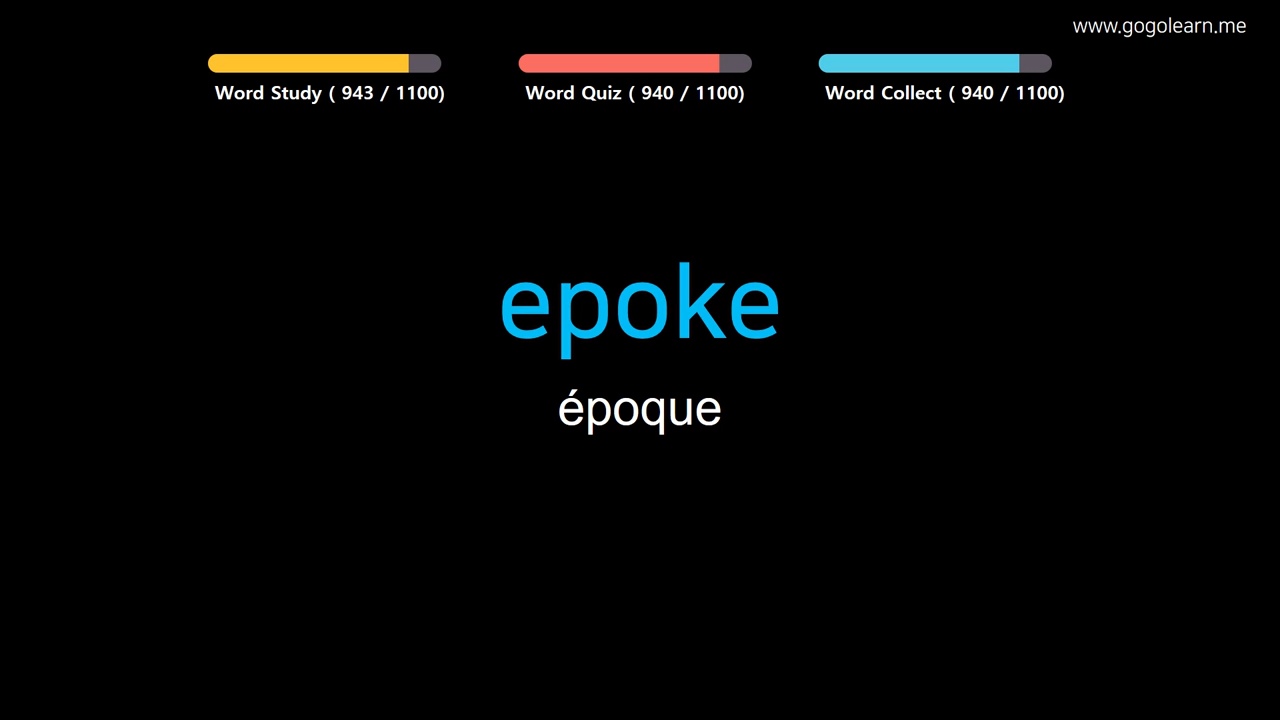 www.gogolearn.me
Word Study ( 943 / 1100)
Word Quiz ( 940 / 1100)
Word Collect ( 940 / 1100)
epoke
époque